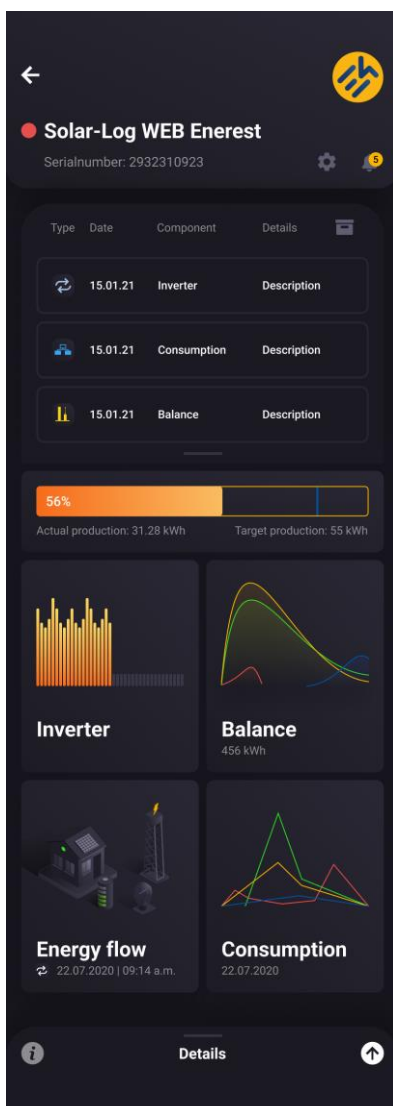 Solar-Log WEB Enerest
Serialnumber: 2932310923
5
Type Date Component Details
15.01.21 Inverter Description
15.01.21 Consumption Description
15.01.21 Balance Description
56%
Actual production: 31.28 kWh Target production: 55 kWh
Inverter
Balance
456 kWh
Energy flow
22.07.2020 | 09:14 a.m.
Consumption
22.07.2020
i
Details